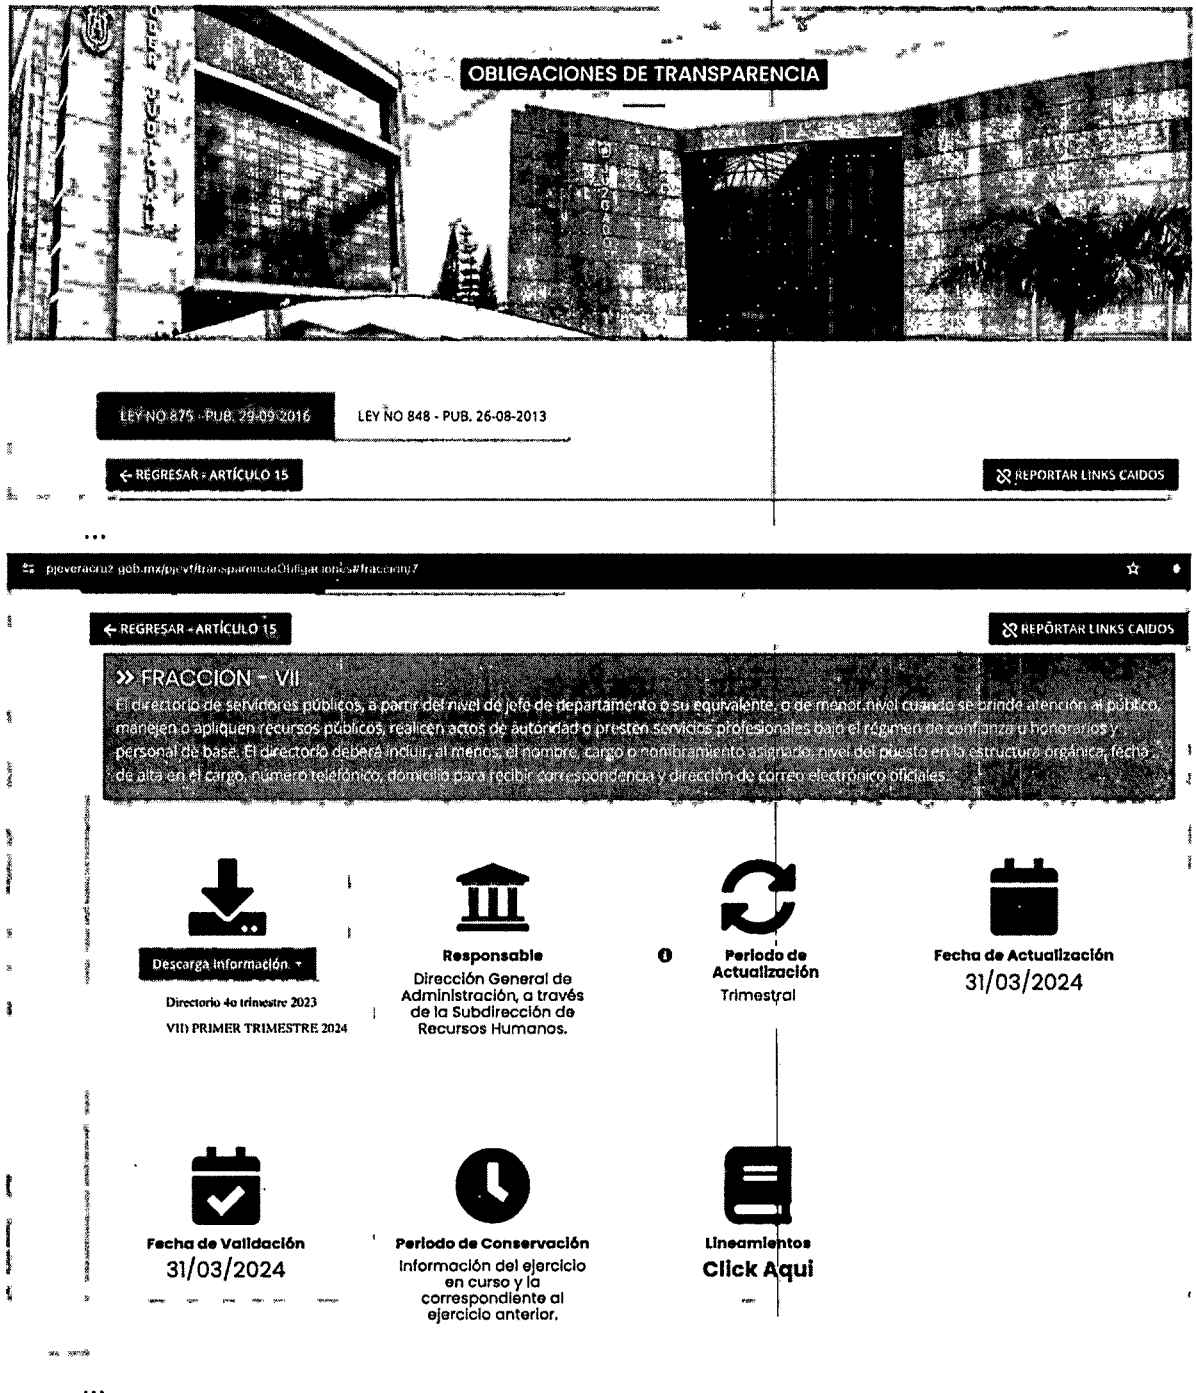 OBLIGACIONES DE TRANSPARENCIA
LEY NO 875 - PUB. 29-09-2016
LEY NO 848 - PUB. 26-08-2013
← REGRESAR - ARTÍCULO 15
REPORTAR LINKS CAIDOS
...
pjeveracruz.gob.mx/pjevt/transparenciaObligaciones#fraccion/7
← REGRESAR - ARTÍCULO 15
REPORTAR LINKS CAIDOS
» FRACCION - VII
El directorio de servidores públicos, a partir del nivel de jefe de departamento o su equivalente, o de menor nivel cuando se brinde atención al público,
manejen o apliquen recursos públicos, realicen actos de autoridad o presten servicios profesionales bajo el régimen de confianza u honorarios y
personal de base. El directorio deberá incluir, al menos, el nombre, cargo o nombramiento asignado, nivel del puesto en la estructura orgánica, fecha
de alta en el cargo, número telefónico, domicilio para recibir correspondencia y dirección de correo electrónico oficiales.
Descarga Información
Directorio 4o trimestre 2023
VII) PRIMER TRIMESTRE 2024
Responsable
Dirección General de
Administración, a través
de la Subdirección de
Recursos Humanos.
Periodo de
Actualización
Trimestral
Fecha de Actualización
31/03/2024
Fecha de Validación
31/03/2024
Periodo de Conservación
Información del ejercicio
en curso y la
correspondiente al
ejercicio anterior.
Lineamientos
Click Aqui
...